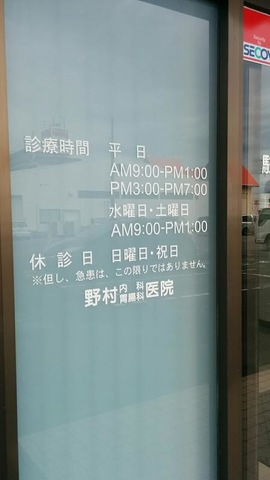 診療時間 平日
AM9:00-PM1:00
PM3:00-PM7:00
水曜日・土曜日
AM9:00-PM1:00
休診日 日曜日・祝日
※但し、急患は、この限りではありません。
野村内科胃腸科医院
SECOM